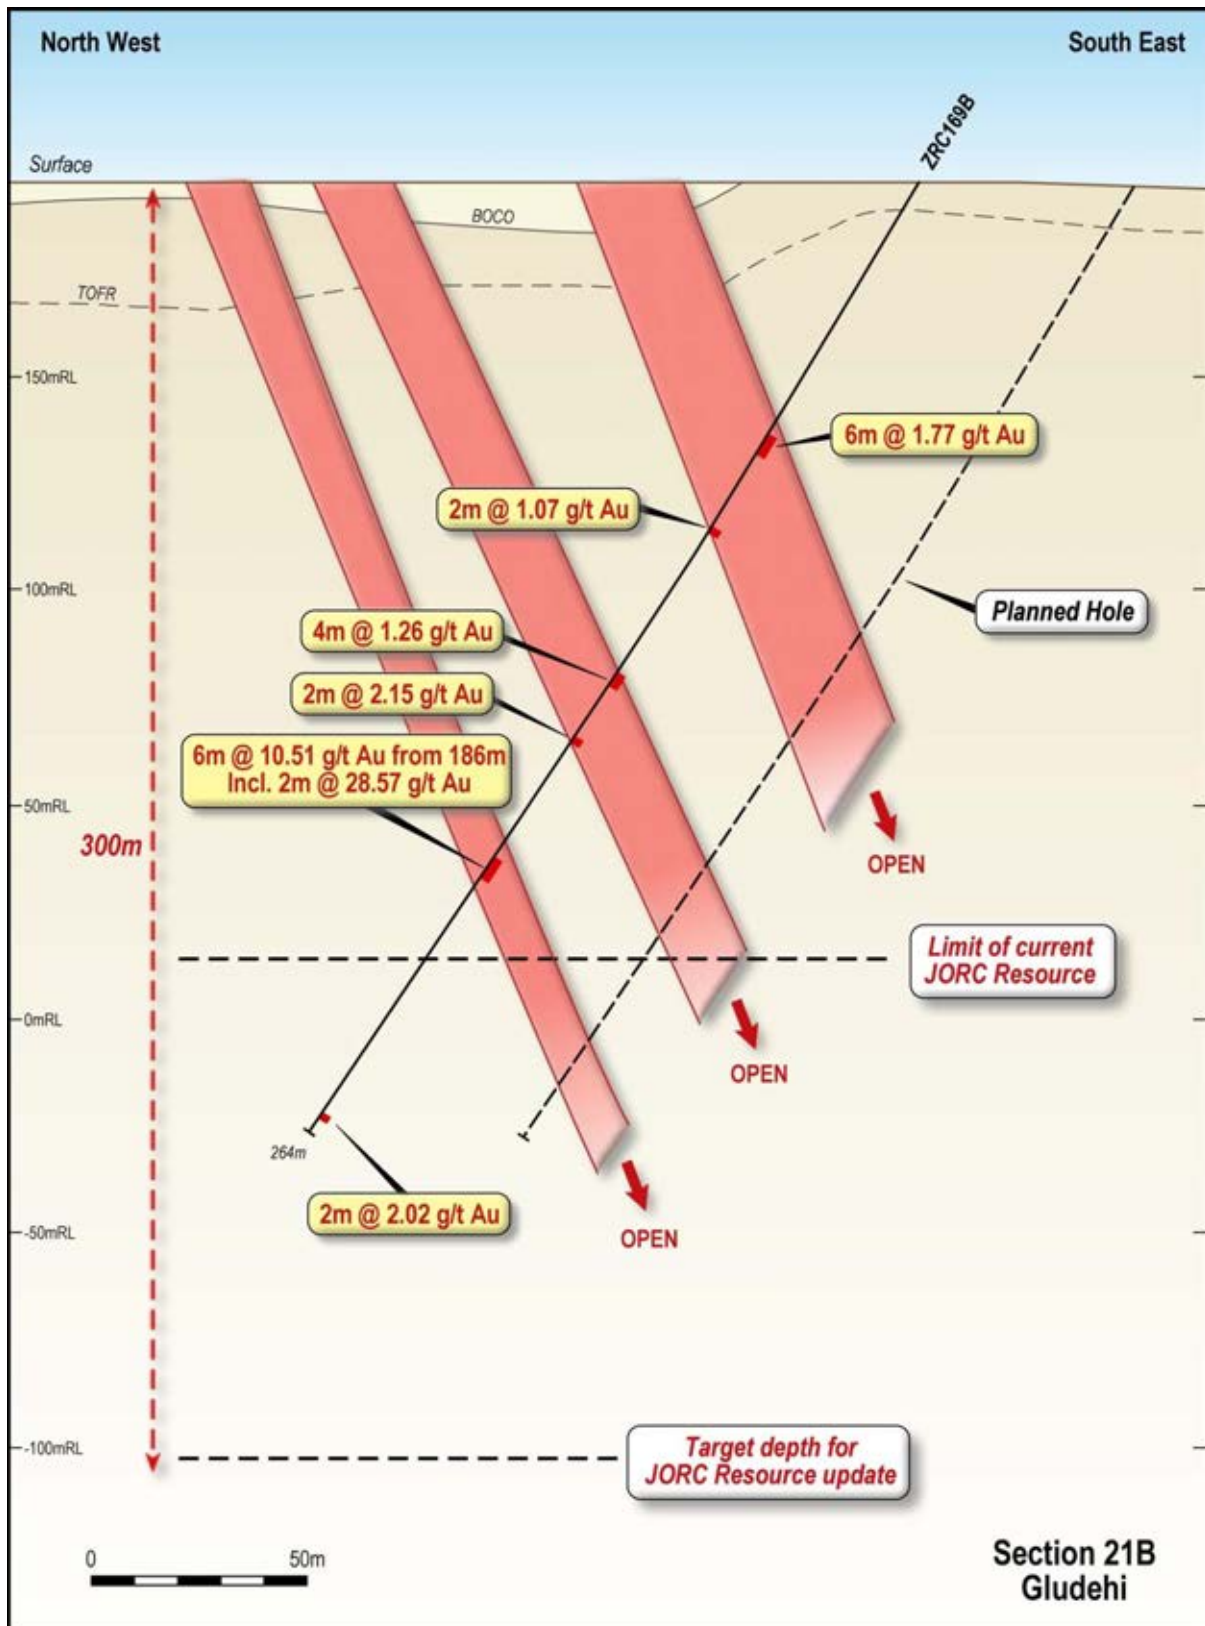 North West
South East
ZRC169B
Surface
BOCO
TOFR
150mRL
6m @ 1.77 g/t Au
2m @ 1.07 g/t Au
100mRL
Planned Hole
4m @ 1.26 g/t Au
2m @ 2.15 g/t Au
6m @ 10.51 g/t Au from 186m
Incl. 2m @ 28.57 g/t Au
50mRL
300m
OPEN
Limit of current
JORC Resource
0mRL
OPEN
264m
2m @ 2.02 g/t Au
-50mRL
OPEN
-100mRL
Target depth for
JORC Resource update
0 50m
Section 21B
Gludehi